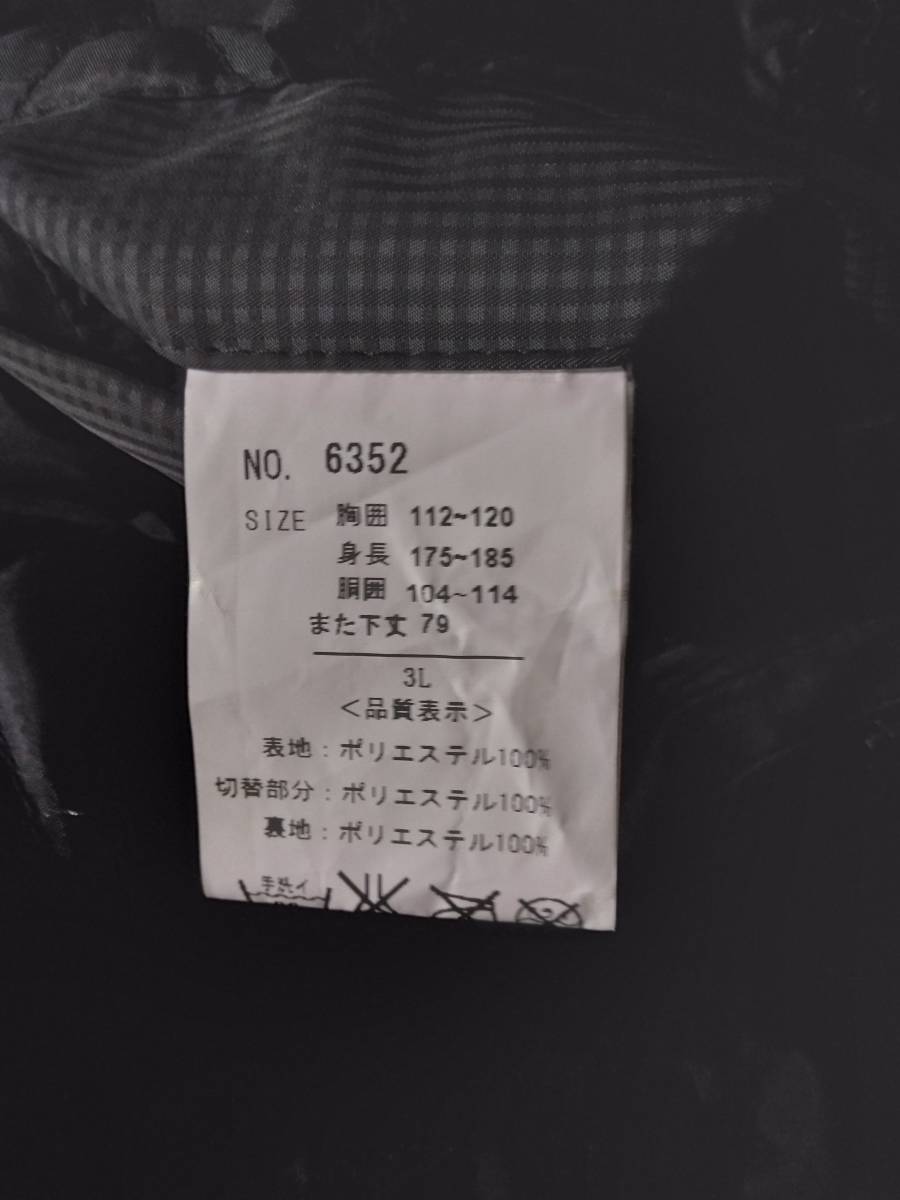 NO. 6352
SIZE 胸囲 112~120
身長 175~185
胴囲 104~114
また下丈 79
3L
<品質表示>
表地:ポリエステル100%
切替部分:ポリエステル100%
裏地:ポリエステル100%
手洗イ